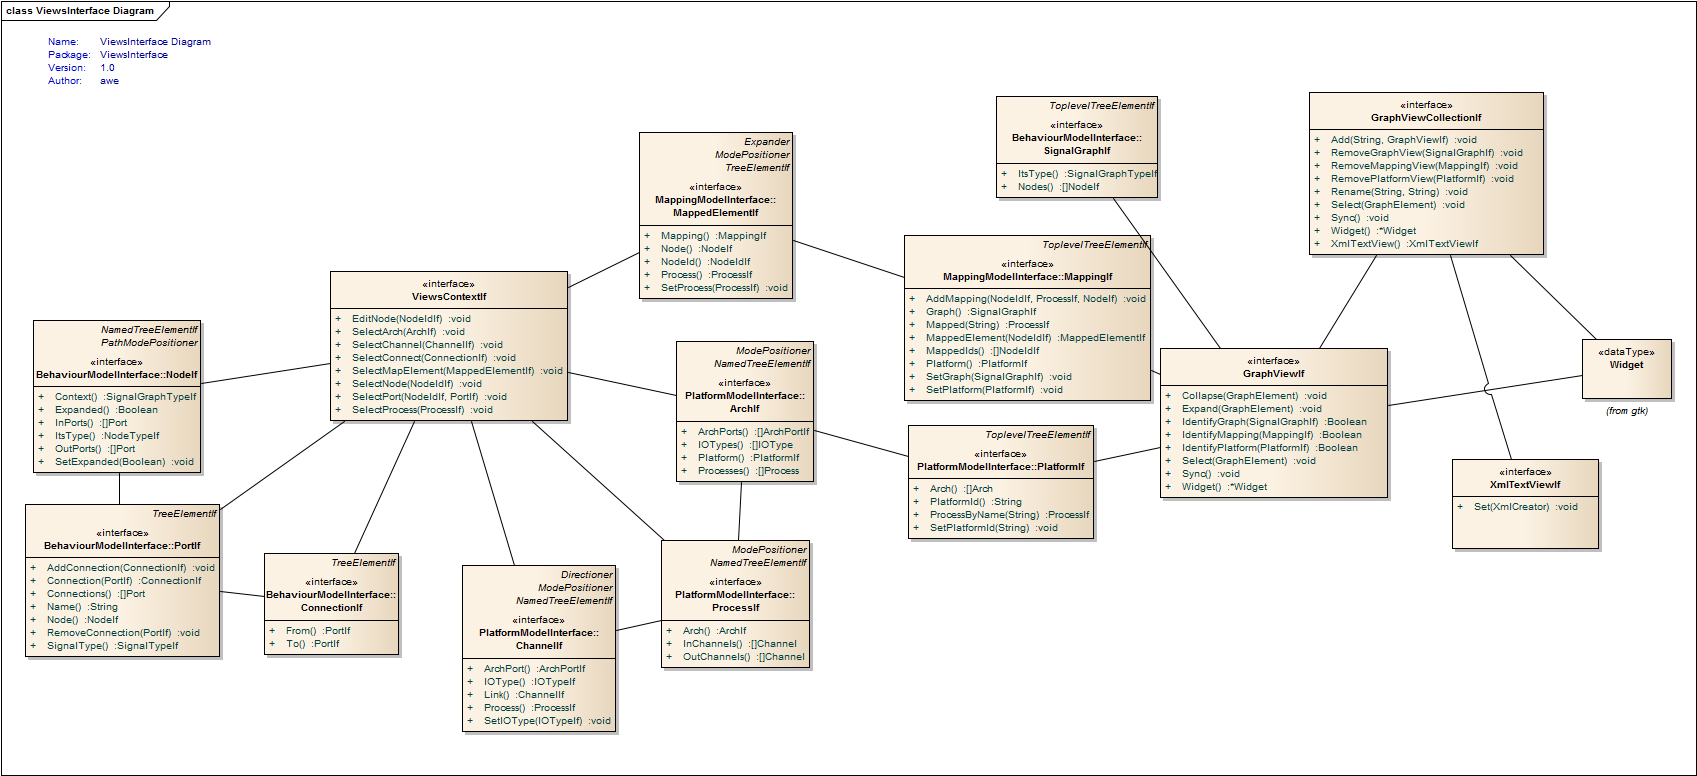 class ViewsInterface Diagram
Name: ViewsInterface Diagram
Package: ViewsInterface
Version: 1.0
Author: awe
NamedTreeElementIf
PathModePositioner
«interface»
BehaviourModelInterface::NodeIf
+ Context() :SignalGraphTypeIf
+ Expanded() :Boolean
+ InPorts() :[]Port
+ ItsType() :NodeTypeIf
+ OutPorts() :[]Port
+ SetExpanded(Boolean) :void
TreeElementIf
«interface»
BehaviourModelInterface::PortIf
+ AddConnection(ConnectionIf) :void
+ Connection(PortIf) :ConnectionIf
+ Connections() :[]Port
+ Name() :String
+ Node() :NodeIf
+ RemoveConnection(PortIf) :void
+ SignalType() :SignalTypeIf
«interface»
ViewsContextIf
+ EditNode(NodeIdIf) :void
+ SelectArch(ArchIf) :void
+ SelectChannel(ChannelIf) :void
+ SelectConnect(ConnectionIf) :void
+ SelectMapElement(MappedElementIf) :void
+ SelectNode(NodeIdIf) :void
+ SelectPort(NodeIdIf, PortIf) :void
+ SelectProcess(ProcessIf) :void
TreeElementIf
«interface»
BehaviourModelInterface::
ConnectionIf
+ From() :PortIf
+ To() :PortIf
Directioner
ModePositioner
NamedTreeElementIf
«interface»
PlatformModelInterface::
ChannelIf
+ ArchPort() :ArchPortIf
+ IOType() :IOTypeIf
+ Link() :ChannelIf
+ Process() :ProcessIf
+ SetIOType(IOTypeIf) :void
Expander
ModePositioner
TreeElementIf
«interface»
MappingModelInterface::
MappedElementIf
+ Mapping() :MappingIf
+ Node() :NodeIf
+ NodeId() :NodeIdIf
+ Process() :ProcessIf
+ SetProcess(ProcessIf) :void
ModePositioner
NamedTreeElementIf
«interface»
PlatformModelInterface::
ArchIf
+ ArchPorts() :[]ArchPortIf
+ IOTypes() :[]IOType
+ Platform() :PlatformIf
+ Processes() :[]Process
ModePositioner
NamedTreeElementIf
«interface»
PlatformModelInterface::
ProcessIf
+ Arch() :ArchIf
+ InChannels() :[]Channel
+ OutChannels() :[]Channel
ToplevelTreeElementIf
«interface»
BehaviourModelInterface::
SignalGraphIf
+ ItsType() :SignalGraphTypeIf
+ Nodes() :[]NodeIf
ToplevelTreeElementIf
«interface»
MappingModelInterface::MappingIf
+ AddMapping(NodeIdIf, ProcessIf, NodeIf) :void
+ Graph() :SignalGraphIf
+ Mapped(String) :ProcessIf
+ MappedElement(NodeIdIf) :MappedElementIf
+ MappedIds() :[]NodeIdIf
+ Platform() :PlatformIf
+ SetGraph(SignalGraphIf) :void
+ SetPlatform(PlatformIf) :void
ToplevelTreeElementIf
«interface»
PlatformModelInterface::PlatformIf
+ Arch() :[]Arch
+ PlatformId() :String
+ ProcessByName(String) :ProcessIf
+ SetPlatformId(String) :void
«interface»
GraphViewCollectionIf
+ Add(String, GraphViewIf) :void
+ RemoveGraphView(SignalGraphIf) :void
+ RemoveMappingView(MappingIf) :void
+ RemovePlatformView(PlatformIf) :void
+ Rename(String, String) :void
+ Select(GraphElement) :void
+ Sync() :void
+ Widget() :*Widget
+ XmlTextView() :XmlTextViewIf
«interface»
GraphViewIf
+ Collapse(GraphElement) :void
+ Expand(GraphElement) :void
+ IdentifyGraph(SignalGraphIf) :Boolean
+ IdentifyMapping(MappingIf) :Boolean
+ IdentifyPlatform(PlatformIf) :Boolean
+ Select(GraphElement) :void
+ Sync() :void
+ Widget() :*Widget
«dataType»
Widget
(from gtk)
«interface»
XmlTextViewIf
+ Set(XmlCreator) :void